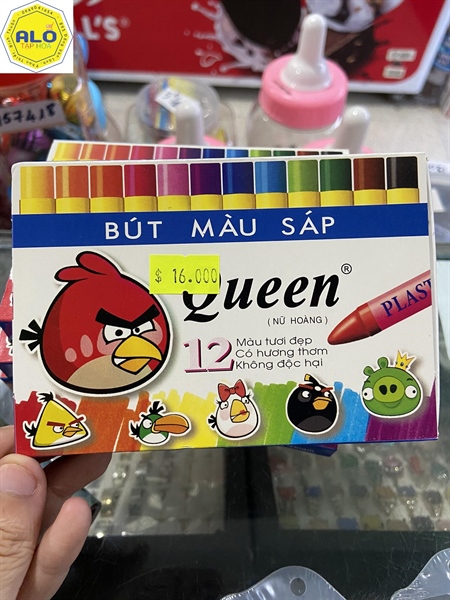 ALÔ
TẠP HÓA
L'S
BÚT MÀU SÁP
$ 16.000
Queen®
(NỮ HOÀNG)
PLAST
12
Màu tươi đẹp
Có hương thơm
Không độc hại